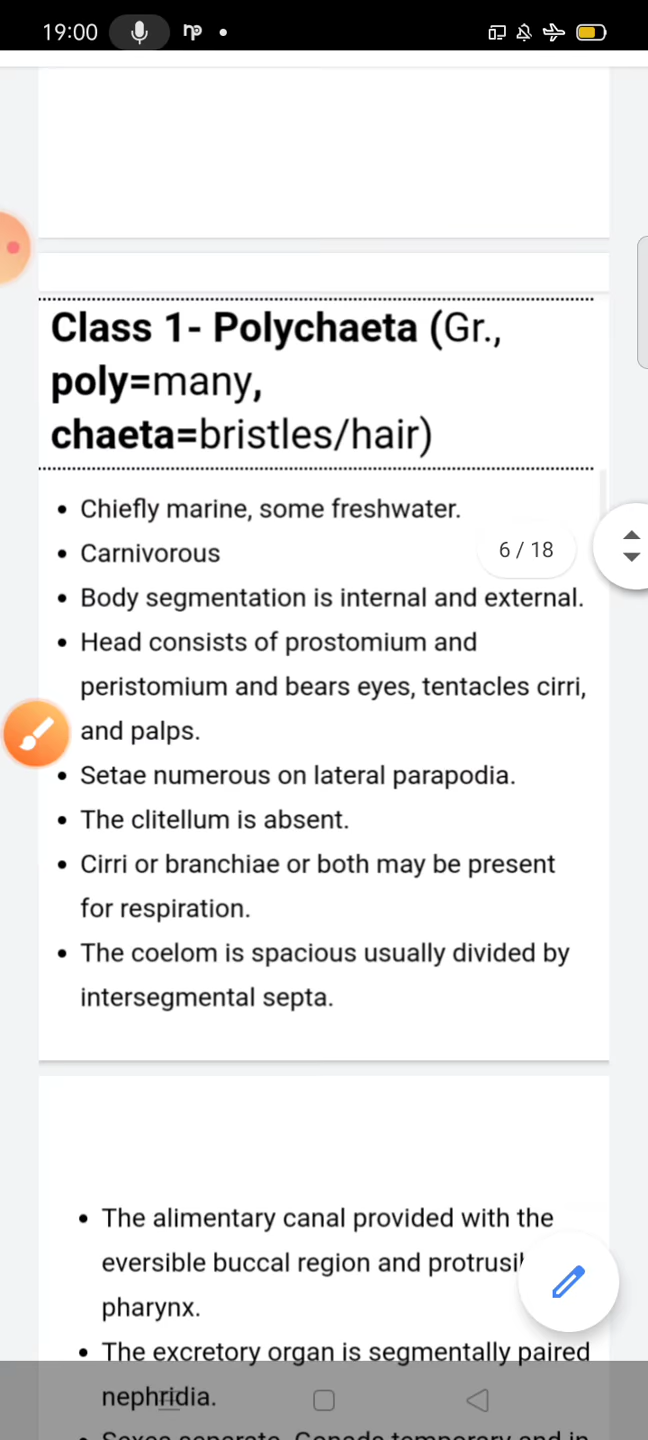 19:00
Class 1- Polychaeta (Gr.,
poly=many,
chaeta=bristles/hair)
• Chiefly marine, some freshwater.
• Carnivorous
6 / 18
• Body segmentation is internal and external.
• Head consists of prostomium and
peristomium and bears eyes, tentacles cirri,
and palps.
• Setae numerous on lateral parapodia.
• The clitellum is absent.
• Cirri or branchiae or both may be present
for respiration.
• The coelom is spacious usually divided by
intersegmental septa.
• The alimentary canal provided with the
eversible buccal region and
pharynx.
• The excretory organ is segmentally paired
nephridia.